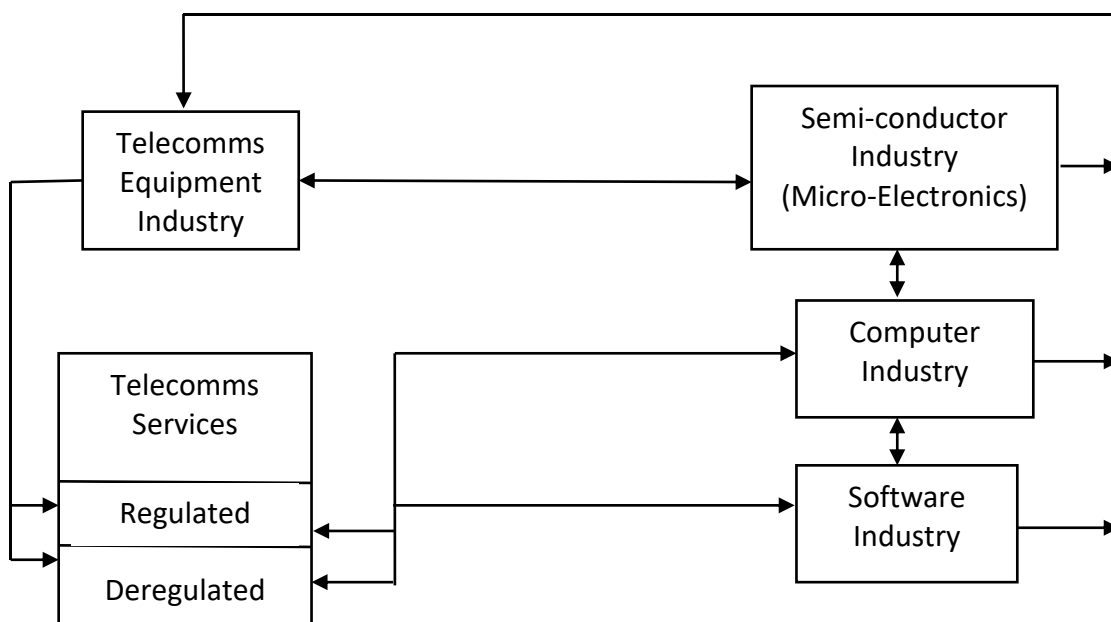 Telecomms
Equipment
Industry
Semi-conductor
Industry
(Micro-Electronics)
Computer
Industry
Telecomms
Services
Regulated
Deregulated
Software
Industry